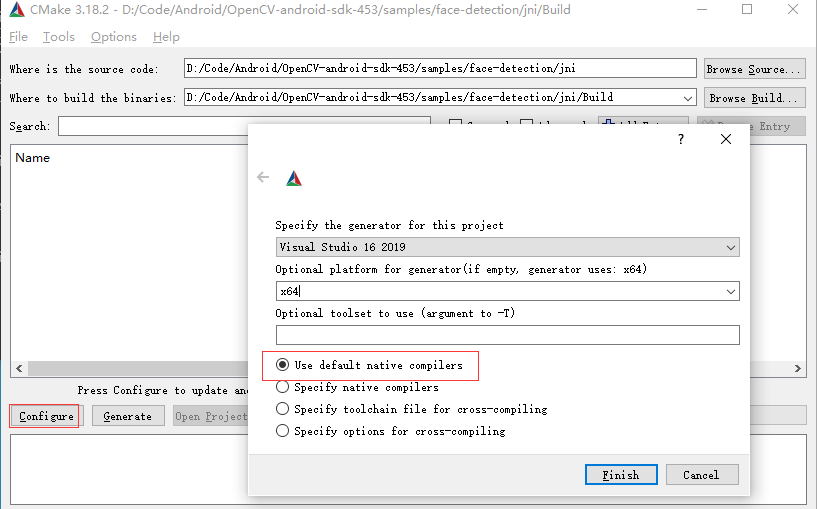 CMake 3.18.2 - D:/Code/Android/OpenCV-android-sdk-453/samples/face-detection/jni/Build
File Tools Options Help
Where is the source code: D:/Code/Android/OpenCV-android-sdk-453/samples/face-detection/jni Browse Source...
Where to build the binaries: D:/Code/Android/OpenCV-android-sdk-453/samples/face-detection/jni/Build Browse Build...
Search: Entry
Name
?
Specify the generator for this project
Visual Studio 16 2019
Optional platform for generator(if empty, generator uses: x64)
x64
Optional toolset to use (argument to -T)
Use default native compilers
Specify native compilers
Specify toolchain file for cross-compiling
Specify options for cross-compiling
Press Configure to update
Configure Generate Open Project
Finish Cancel